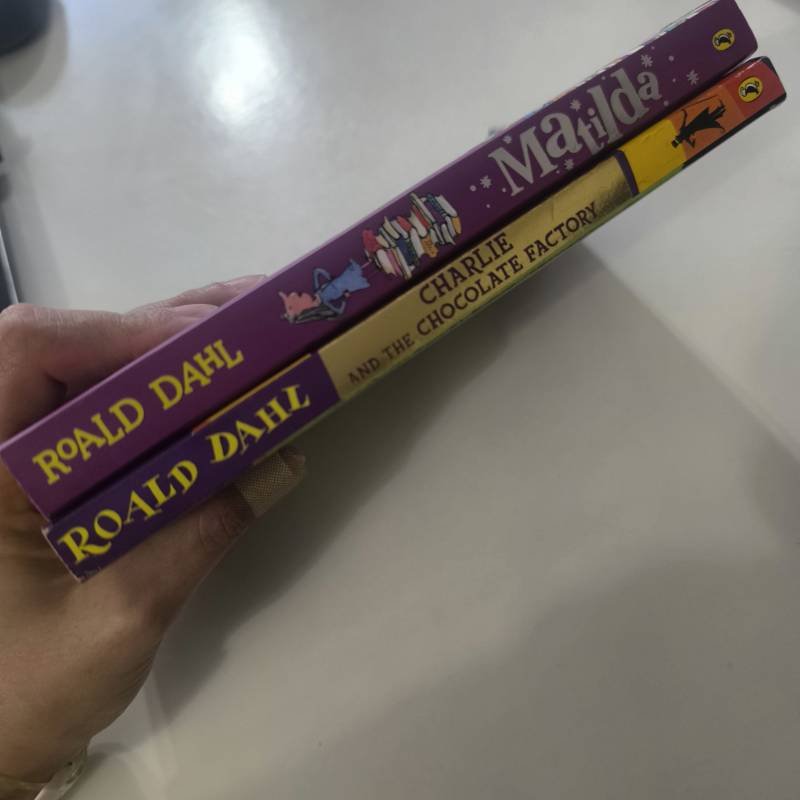 ROALD DAHL
Matilda
ROALD DAHL
CHARLIE
AND THE CHOCOLATE FACTORY